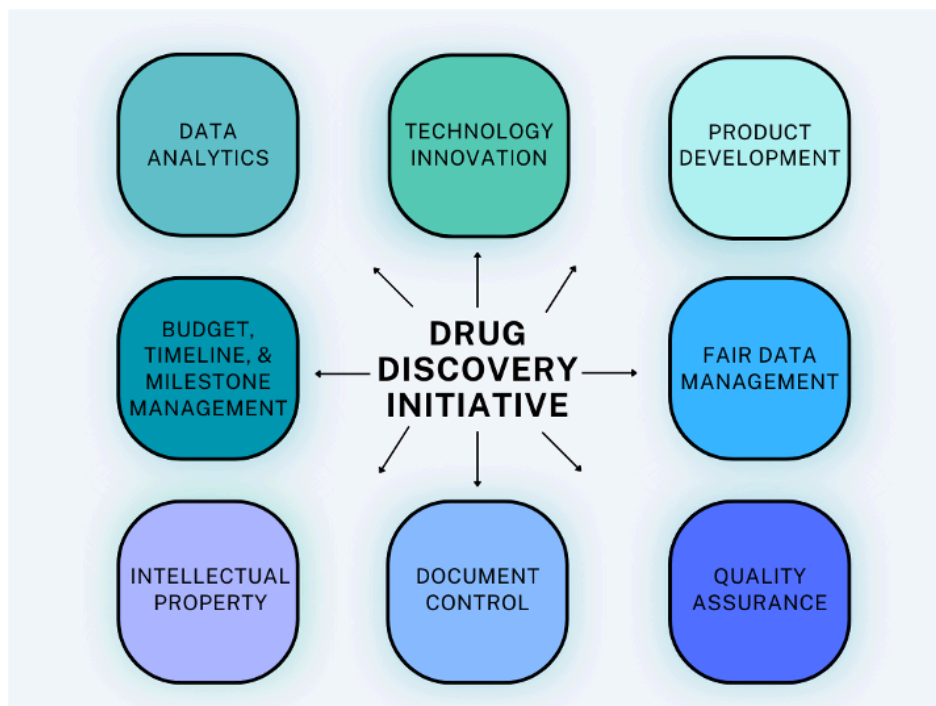 DATA
ANALYTICS
TECHNOLOGY
INNOVATION
PRODUCT
DEVELOPMENT
BUDGET,
TIMELINE, &
MILESTONE
MANAGEMENT
DRUG
DISCOVERY
INITIATIVE
FAIR DATA
MANAGEMENT
INTELLECTUAL
PROPERTY
DOCUMENT
CONTROL
QUALITY
ASSURANCE